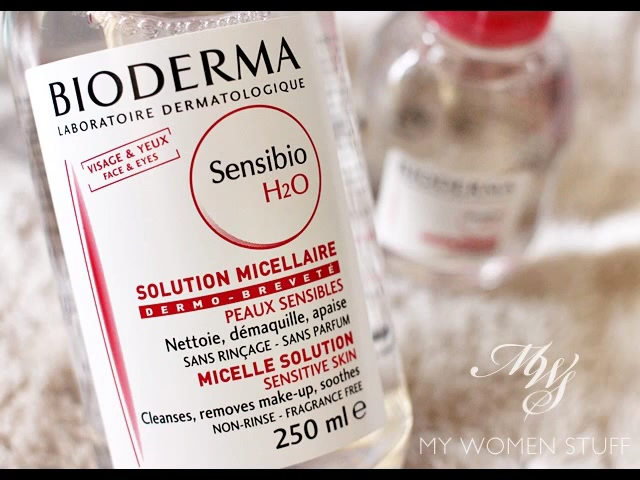 BIODERMA
LABORATOIRE DERMATOLOGIQUE
VISAGE & YEUX
FACE & EYES
Sensibio
H2O
SOLUTION MICELLAIRE
DERMO-BREVETÉ
PEAUX SENSIBLES
Nettoie, démaquille, apaise
SANS RINÇAGE - SANS PARFUM
MICELLE SOLUTION
SENSITIVE SKIN
Cleanses, removes make-up, soothes
NON-RINSE - FRAGRANCE FREE
250 ml e
BIODERMA
MWS
MY WOMEN STUFF